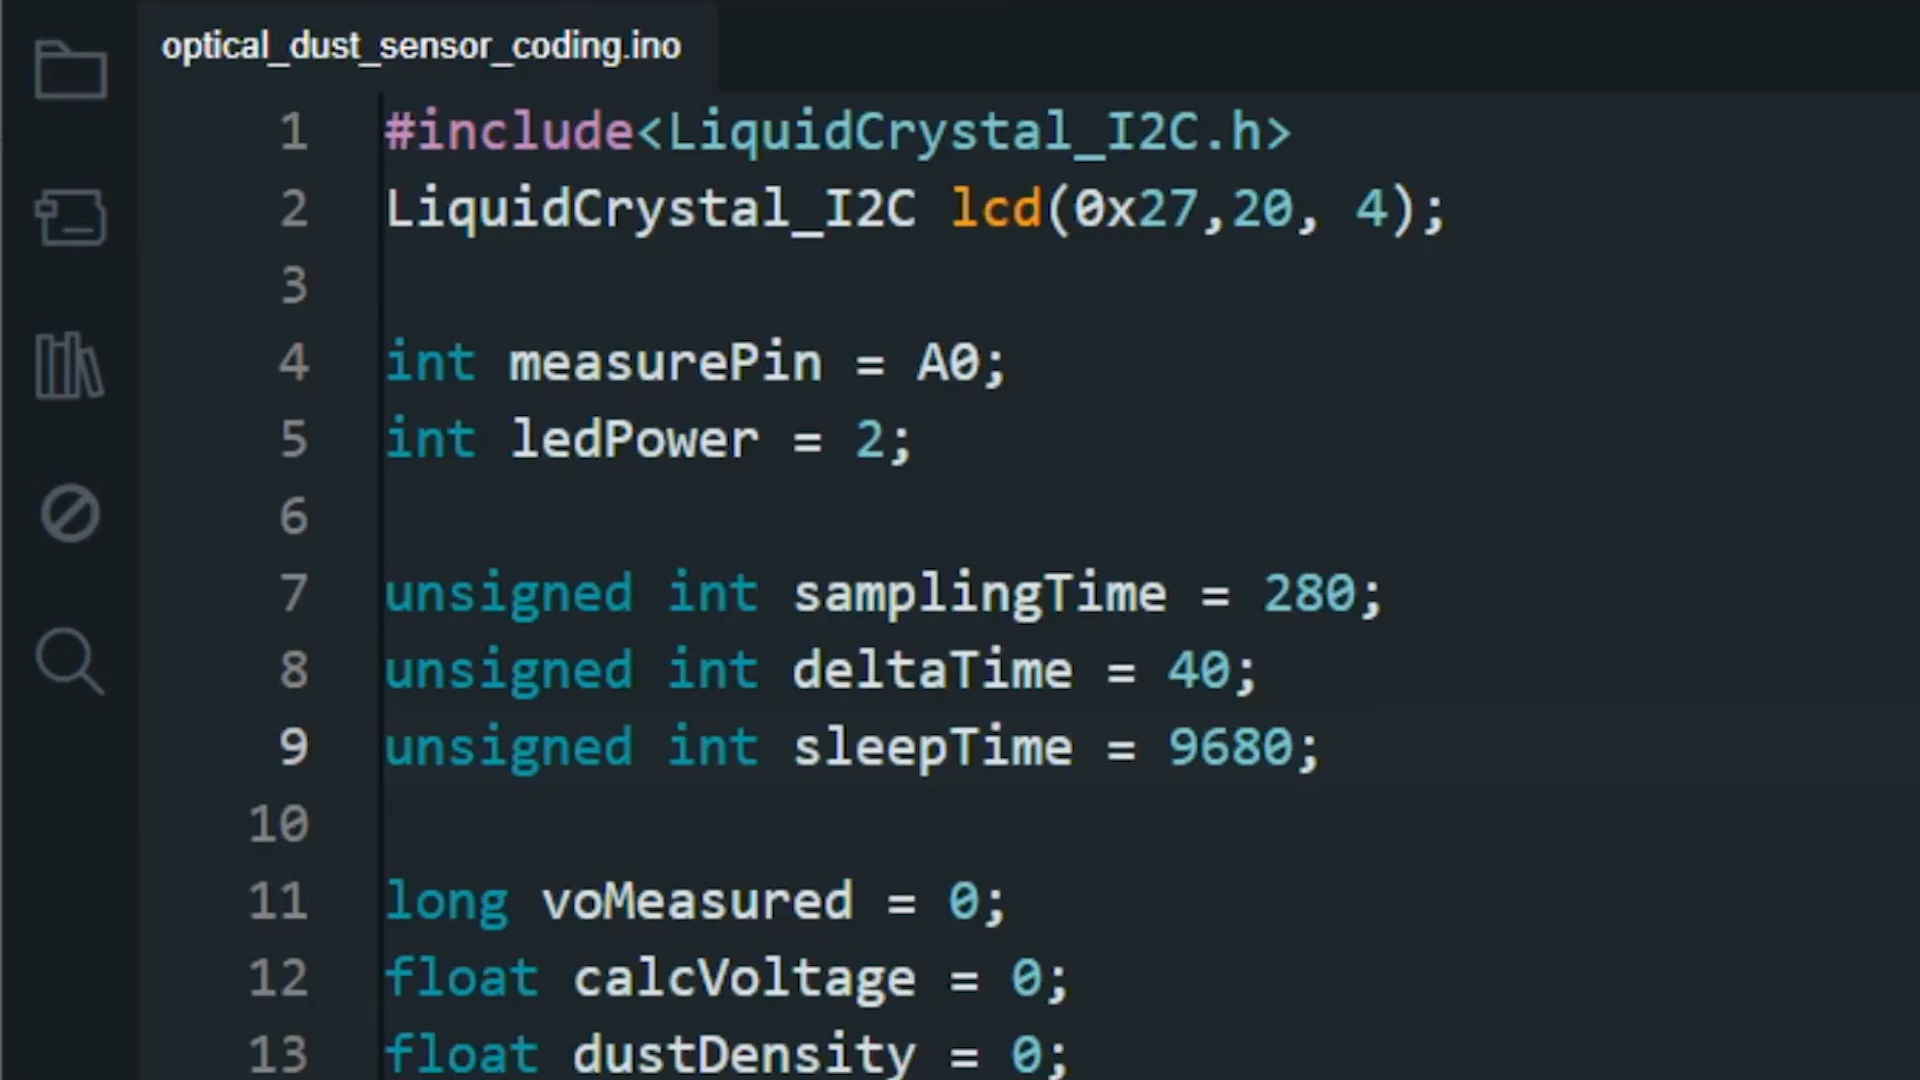 optical_dust_sensor_coding.ino
1 #include<LiquidCrystal_I2C.h>
2 LiquidCrystal_I2C lcd(0x27,20, 4);
3
4 int measurePin = A0;
5 int ledPower = 2;
6
7 unsigned int samplingTime = 280;
8 unsigned int deltaTime = 40;
9 unsigned int sleepTime = 9680;
10
11 long voMeasured = 0;
12 float calcVoltage = 0;
13 float dustDensity = 0;